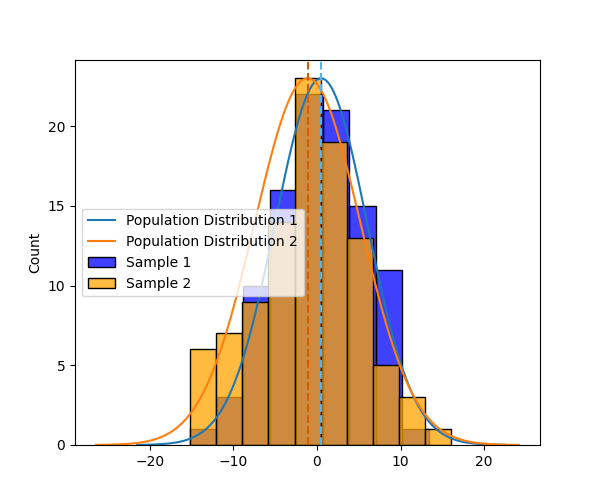 20
15
10
5
0
Count
Population Distribution 1
Population Distribution 2
Sample 1
Sample 2
−20 −10 0 10 20